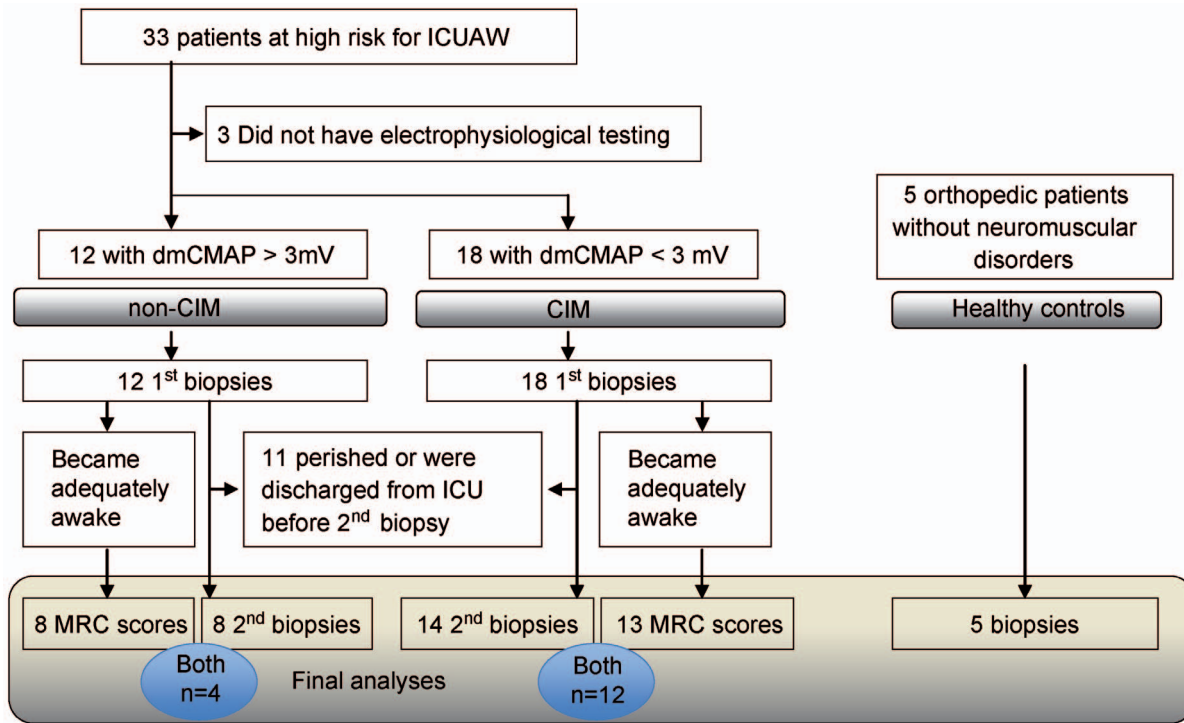 33 patients at high risk for ICUAW
3 Did not have electrophysiological testing
12 with dmCMAP > 3mV
18 with dmCMAP < 3 mV
5 orthopedic patients
without neuromuscular
disorders
non-CIM
CIM
Healthy controls
12 1st biopsies
18 1st biopsies
Became
adequately
awake
11 perished or were
discharged from ICU
before 2nd biopsy
Became
adequately
awake
8 MRC scores
8 2nd biopsies
14 2nd biopsies
13 MRC scores
5 biopsies
Both
n=4
Final analyses
Both
n=12